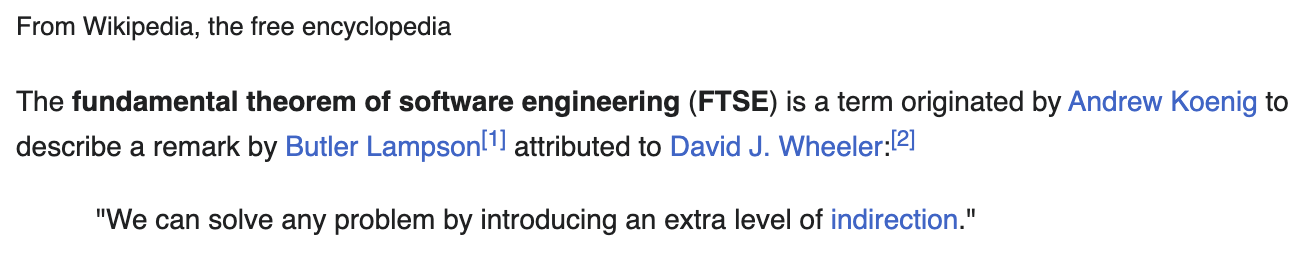 From Wikipedia, the free encyclopedia
The fundamental theorem of software engineering (FTSE) is a term originated by Andrew Koenig to
describe a remark by Butler Lampson[1] attributed to David J. Wheeler:[2]
"We can solve any problem by introducing an extra level of indirection."